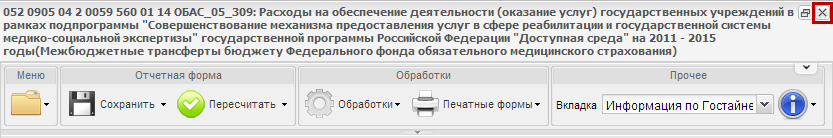 052 0905 04 2 0059 560 01 14 ОБАС_05_309: Расходы на обеспечение деятельности (оказание услуг) государственных учреждений в
рамках подпрограммы "Совершенствование механизма предоставления услуг в сфере реабилитации и государственной системы
медико-социальной экспертизы" государственной программы Российской Федерации "Доступная среда" на 2011 - 2015
годы(Межбюджетные трансферты бюджету Федерального фонда обязательного медицинского страхования)
Меню Отчетная форма Обработки Прочее
Сохранить Пересчитать Обработки Печатные формы Вкладка Информация по Гостайне